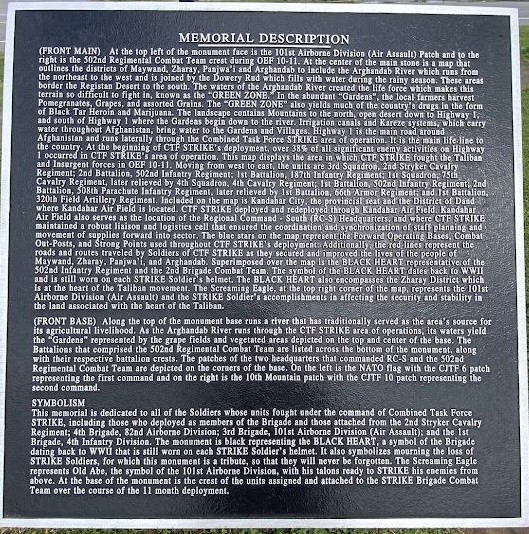 MEMORIAL DESCRIPTION
(FRONT MAIN) At the top left of the monument face is the 101st Airborne Division (Air Assault) Patch and to the
right is the 502nd Regimental Combat Team crest during OEF 10-11. At the center of the main stone is a map that
outlines the districts of Maywand, Zharay, Panjwa'i and Arghandab to include the Arghandab River which runs from
the northeast to the west and is joined by the Dowery Rud which fills with water during the rainy season. These areas
border the Registan Desert to the south. The waters of the Arghandab River created the life force which makes this
terrain so difficult to fight in, known as the "GREEN ZONE." In the abundant "Gardens", the local farmers harvest
Pomegranates, Grapes, and assorted Grains. The "GREEN ZONE" also yields much of the country's drugs in the form
of Black Tar Heroin and Marijuana. The landscape contains Mountains to the north, open desert down to Highway 1,
and south of Highway 1 where the Gardens begin down to the river. Irrigation canals and Kareze systems, which carry
water throughout Afghanistan, bring water to the Gardens and Villages. Highway 1 is the main road around
Afghanistan and runs laterally through the Combined Task Force STRIKE area of operation. It is the main life-line to
the country. At the beginning of CTF STRIKE's deployment, over 38% of all significant enemy activities on Highway
1 occurred in CTF STRIKE's area of operation. This map displays the area in which CTF STRIKE fought the Taliban
and Insurgent forces in OEF 10-11. Moving from west to east, the units are: 3rd Squadron, 2nd Stryker Cavalry
Regiment; 2nd Battalion, 502nd Infantry Regiment; 1st Battalion, 187th Infantry Regiment; 1st Squadron, 75th
Cavalry Regiment, later relieved by 4th Squadron, 4th Cavalry Regiment; 1st Battalion, 502nd Infantry Regiment; 2nd
Battalion, 508th Parachute Infantry Regiment, later relieved by 1st Battalion, 66th Armor Regiment; and 1st Battalion,
320th Field Artillery Regiment. Included on the map is Kandahar City, the provincial seat and the District of Dand
where Kandahar Air Field is located. CTF STRIKE deployed and redeployed through Kandahar Air Field. Kandahar
Air Field also serves as the location of the Regional Command - South (RC-S) Headquarters, and where CTF STRIKE
maintained a robust liaison and logistics cell that ensured the coordination and synchronization of staff planning and
movement of supplies forward into sector. The blue stars on the map represent the Forward Operating Bases, Combat
Out-Posts, and Strong Points used throughout CTF STRIKE's deployment. Additionally, the red lines represent the
roads and routes traveled by Soldiers of CTF STRIKE as they secured and improved the lives of the people of
Maywand, Zharay, Panjwa'i, and Arghandab. Superimposed over the map is the BLACK HEART representative of the
502nd Infantry Regiment and the 2nd Brigade Combat Team. The symbol of the BLACK HEART dates back to WWII
and is still worn on each STRIKE Soldier's helmet. The BLACK HEART also encompasses the Zharay District which
is at the heart of the Taliban movement. The Screaming Eagle, at the top right corner of the map, represents the 101st
Airborne Division (Air Assault) and the STRIKE Soldier's accomplishments in affecting the security and stability in
the land associated with the heart of the Taliban.
(FRONT BASE) Along the top of the monument base runs a river that has traditionally served as the area's source for
its agricultural livelihood. As the Arghandab River runs through the CTF STRIKE area of operations, its waters yield
the "Gardens" represented by the grape fields and vegetated areas depicted on the top and center of the base. The
Battalions that comprised the 502nd Regimental Combat Team are listed across the bottom of the monument, along
with their respective battalion crests. The patches of the two headquarters that commanded RC-S and the 502nd
Regimental Combat Team are depicted on the corners of the base. On the left is the NATO flag with the CJTF 6 patch
representing the first command and on the right is the 10th Mountain patch with the CJTF 10 patch representing the
second command.
SYMBOLISM
This memorial is dedicated to all of the Soldiers whose units fought under the command of Combined Task Force
STRIKE, including those who deployed as members of the Brigade and those attached from the 2nd Stryker Cavalry
Regiment; 4th Brigade, 82nd Airborne Division; 3rd Brigade, 101st Airborne Division (Air Assault); and the 1st
Brigade, 4th Infantry Division. The monument is black representing the BLACK HEART, a symbol of the Brigade
dating back to WWII that is still worn on each STRIKE Soldier's helmet. It also symbolizes mourning the loss of
STRIKE Soldiers, for which this monument is a tribute, so that they will never be forgotten. The Screaming Eagle
represents Old Abe, the symbol of the 101st Airborne Division, with his talons ready to STRIKE his enemies from
above. At the base of the monument is the crest of the units assigned and attached to the STRIKE Brigade Combat
Team over the course of the 11 month deployment.